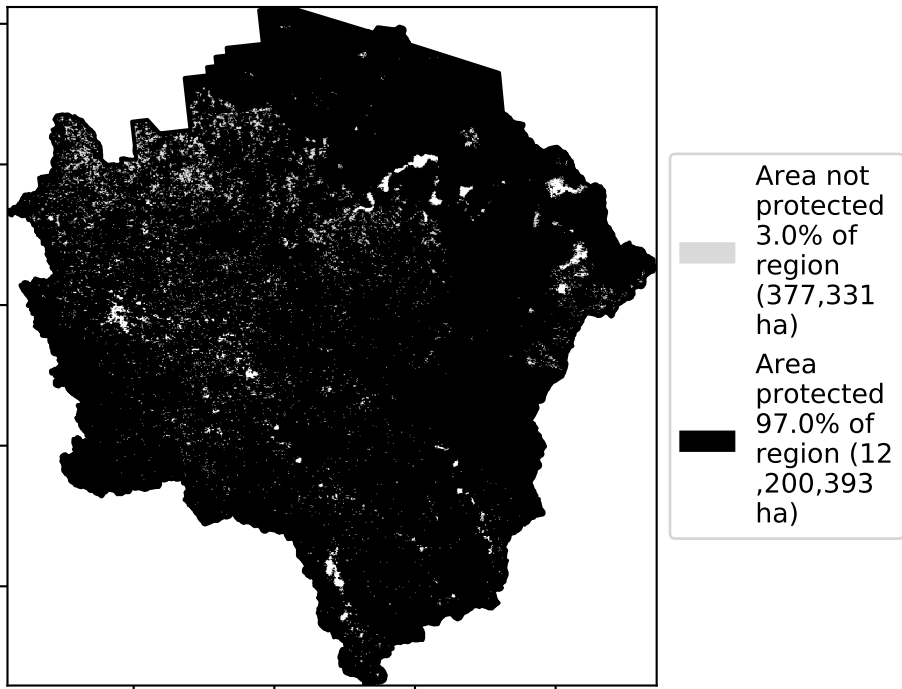 Area not
protected
3.0% of
region
(377,331
ha)
Area
protected
97.0% of
region (12
,200,393
ha)